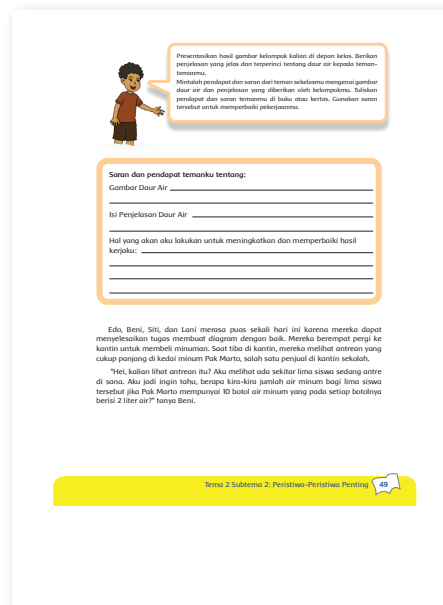 Presentasikan hasil gambar kelompok kalian di depan kelas. Berikan
penjelasan yang jelas dan terperinci tentang daur air kepada teman-
temanmu.
Mintalah pendapat dan saran dari teman sekelasmu mengenai gambar
daur air dan penjelasan yang diberikan oleh kelompokmu. Tuliskan
pendapat dan saran temanmu di buku atau kertas. Gunakan saran
tersebut untuk memperbaiki pekerjaanmu.
Saran dan pendapat temanku tentang:
Gambar Daur Air
Isi Penjelasan Daur Air
Hal yang akan aku lakukan untuk meningkatkan dan memperbaiki hasil
kerjaku:
Edo, Beni, Siti, dan Lani merasa puas sekali hari ini karena mereka dapat
menyelesaikan tugas membuat diagram dengan baik. Mereka berempat pergi ke
kantin untuk membeli minuman. Saat tiba di kantin, mereka melihat antrean yang
cukup panjang di kedai minum Pak Marto, salah satu penjual di kantin sekolah.
"Hei, kalian lihat antrean itu? Aku melihat ada sekitar lima siswa sedang antre
di sana. Aku jadi ingin tahu, berapa kira-kira jumlah air minum bagi lima siswa
tersebut jika Pak Marto mempunyai 10 botol air minum yang pada setiap botolnya
berisi 2 liter air?" tanya Beni.
Tema 2 Subtema 2: Peristiwa-Peristiwa Penting
49